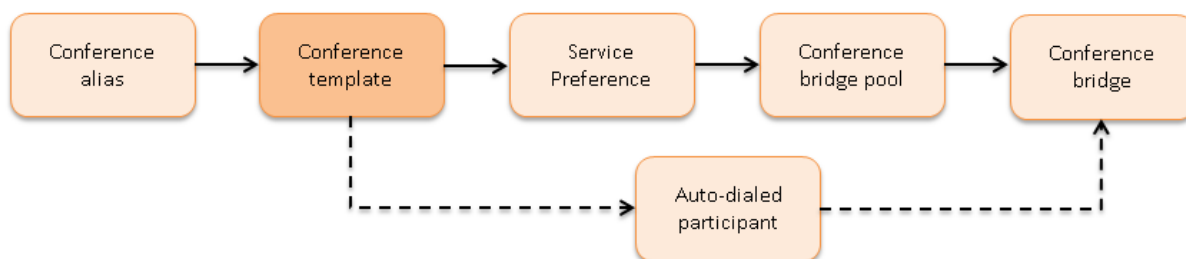 Conference
alias
Conference
template
Service
Preference
Conference
bridge pool
Conference
bridge
Auto-dialed
participant